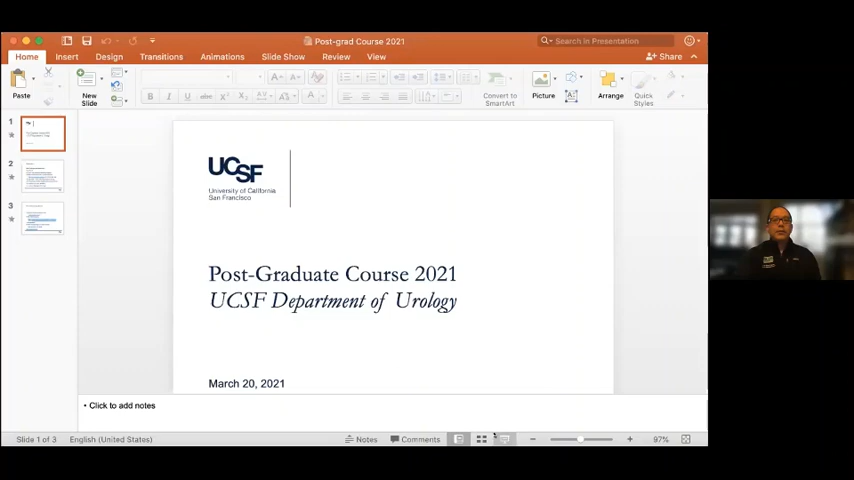 Post-grad Course 2021
Search in Presentation
Home Insert Design Transitions Animations Slide Show Review View Share
Paste
New
Slide
Convert to
SmartArt
Picture
Arrange
Quick
Styles
1
2
3
UCSF
University of California
San Francisco
Post-Graduate Course 2021
UCSF Department of Urology
March 20, 2021
• Click to add notes
Slide 1 of 3 English (United States) Notes Comments 97%